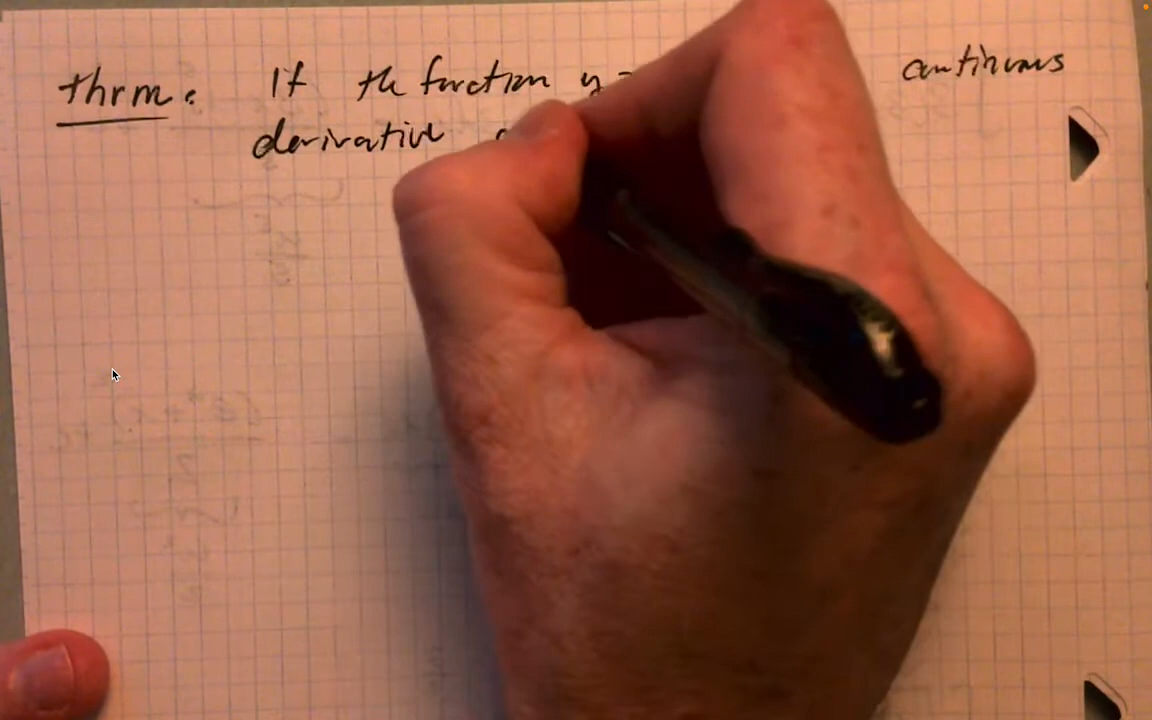 thrm: If the function y = continuous
derivative